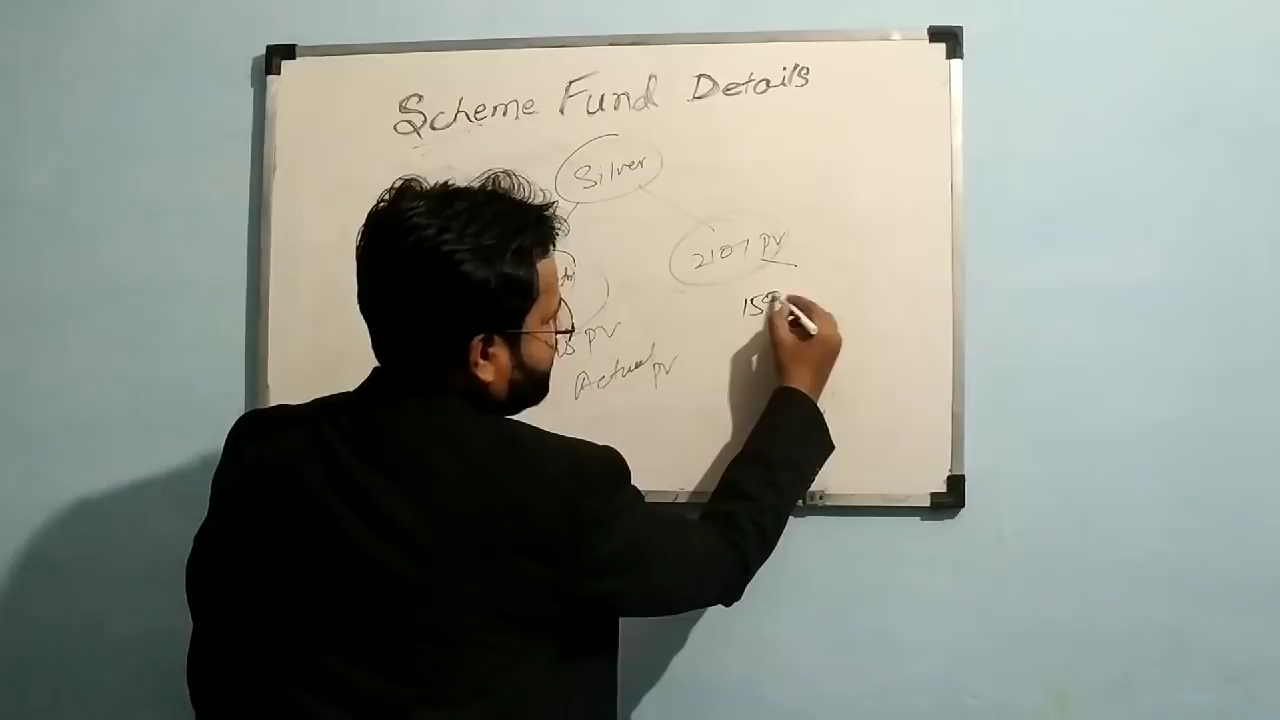 Scheme Fund Details
Silver
2107 PV
PV
Actual
PV